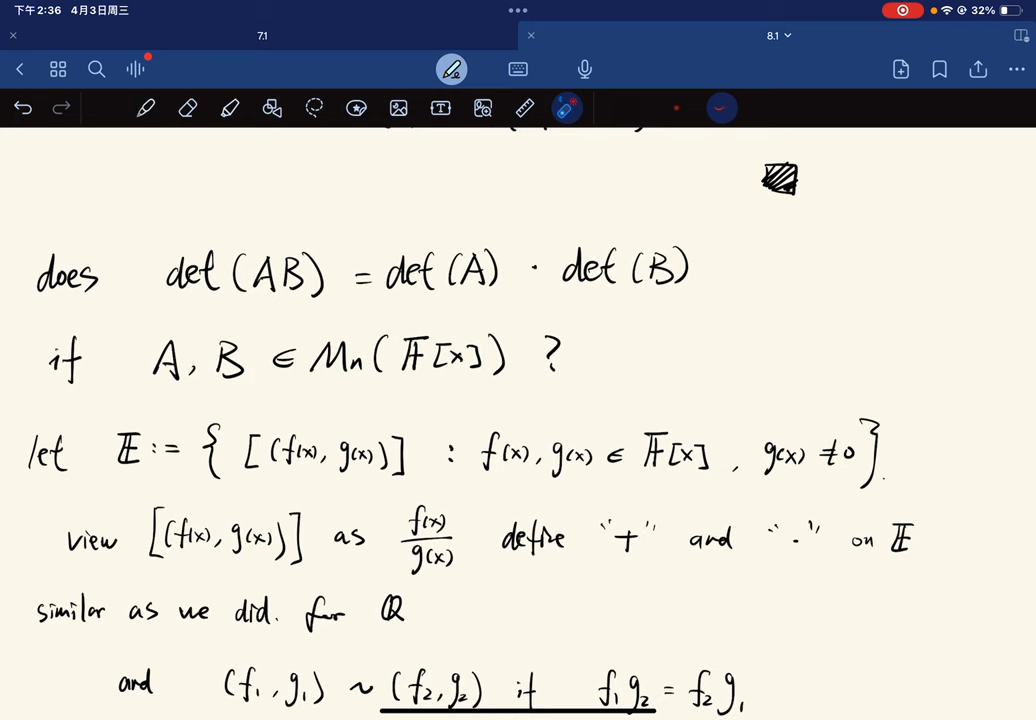 下午2:36 4月3日周三
32%
7.1
8.1
does det(AB) = det(A) · det(B)
if A, B ∈ Mn(𝔽[x]) ?
let 𝔼 := { [(f(x), g(x))] : f(x), g(x) ∈ 𝔽[x], g(x) ≠ 0 }.
view [(f(x), g(x))] as f(x)/g(x) define "+" and "·" on 𝔼
similar as we did. for ℚ
and (f₁, g₁) ~ (f₂, g₂) if f₁g₂ = f₂g₁